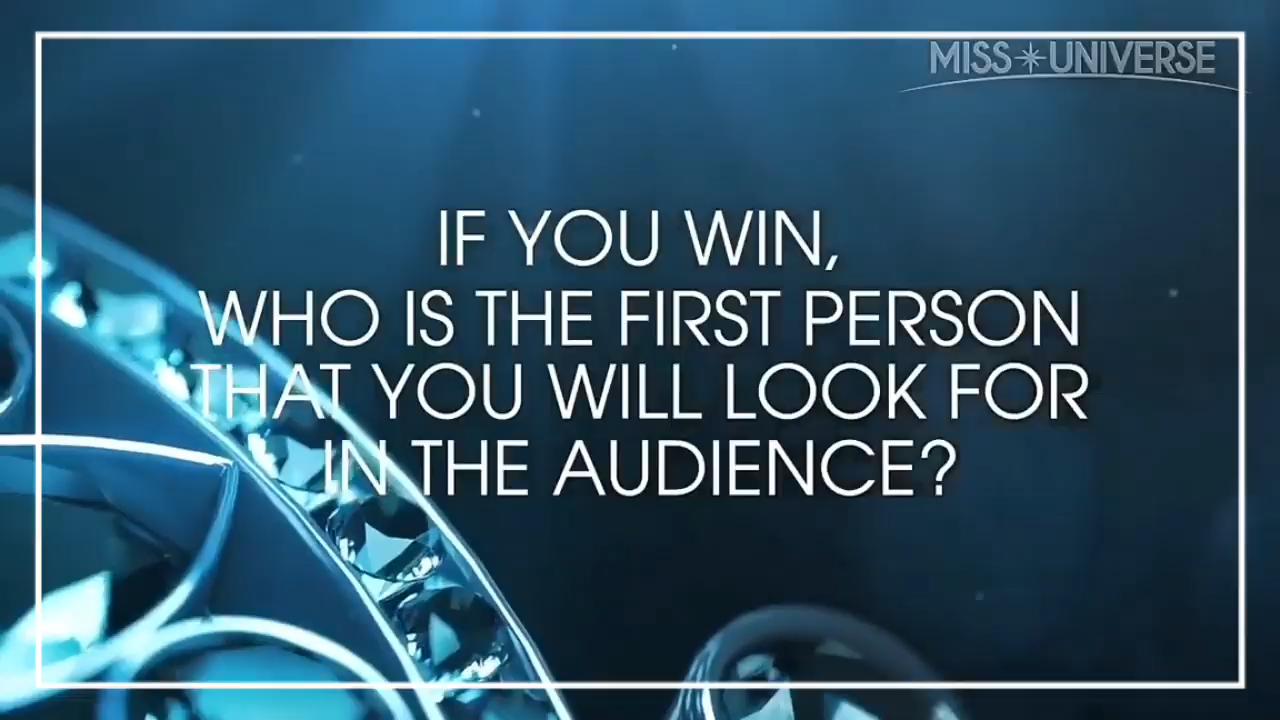 MISS UNIVERSE
IF YOU WIN,
WHO IS THE FIRST PERSON
THAT YOU WILL LOOK FOR
IN THE AUDIENCE?